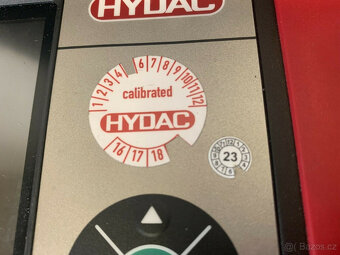 HYDAC
1 2 3 4 6 7 8 9 10 11 12
calibrated
HYDAC
16 17 18
23
Bazoš.cz